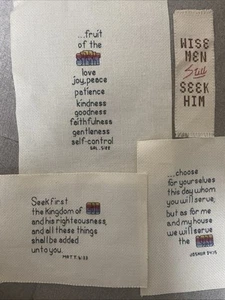 ...fruit
of the
love
joy, peace
patience
kindness
goodness
faithfulness
gentleness
self-control
GAL. 5:22
WISE
MEN
Still
SEEK
HIM
Seek first
the kingdom of
and his righteousness,
and all these things
shall be added
unto you.
MATT. 6:33
...choose
for yourselves
this day whom
you will serve,
but as for me
and my house
we will serve
the
JOSHUA 24:15